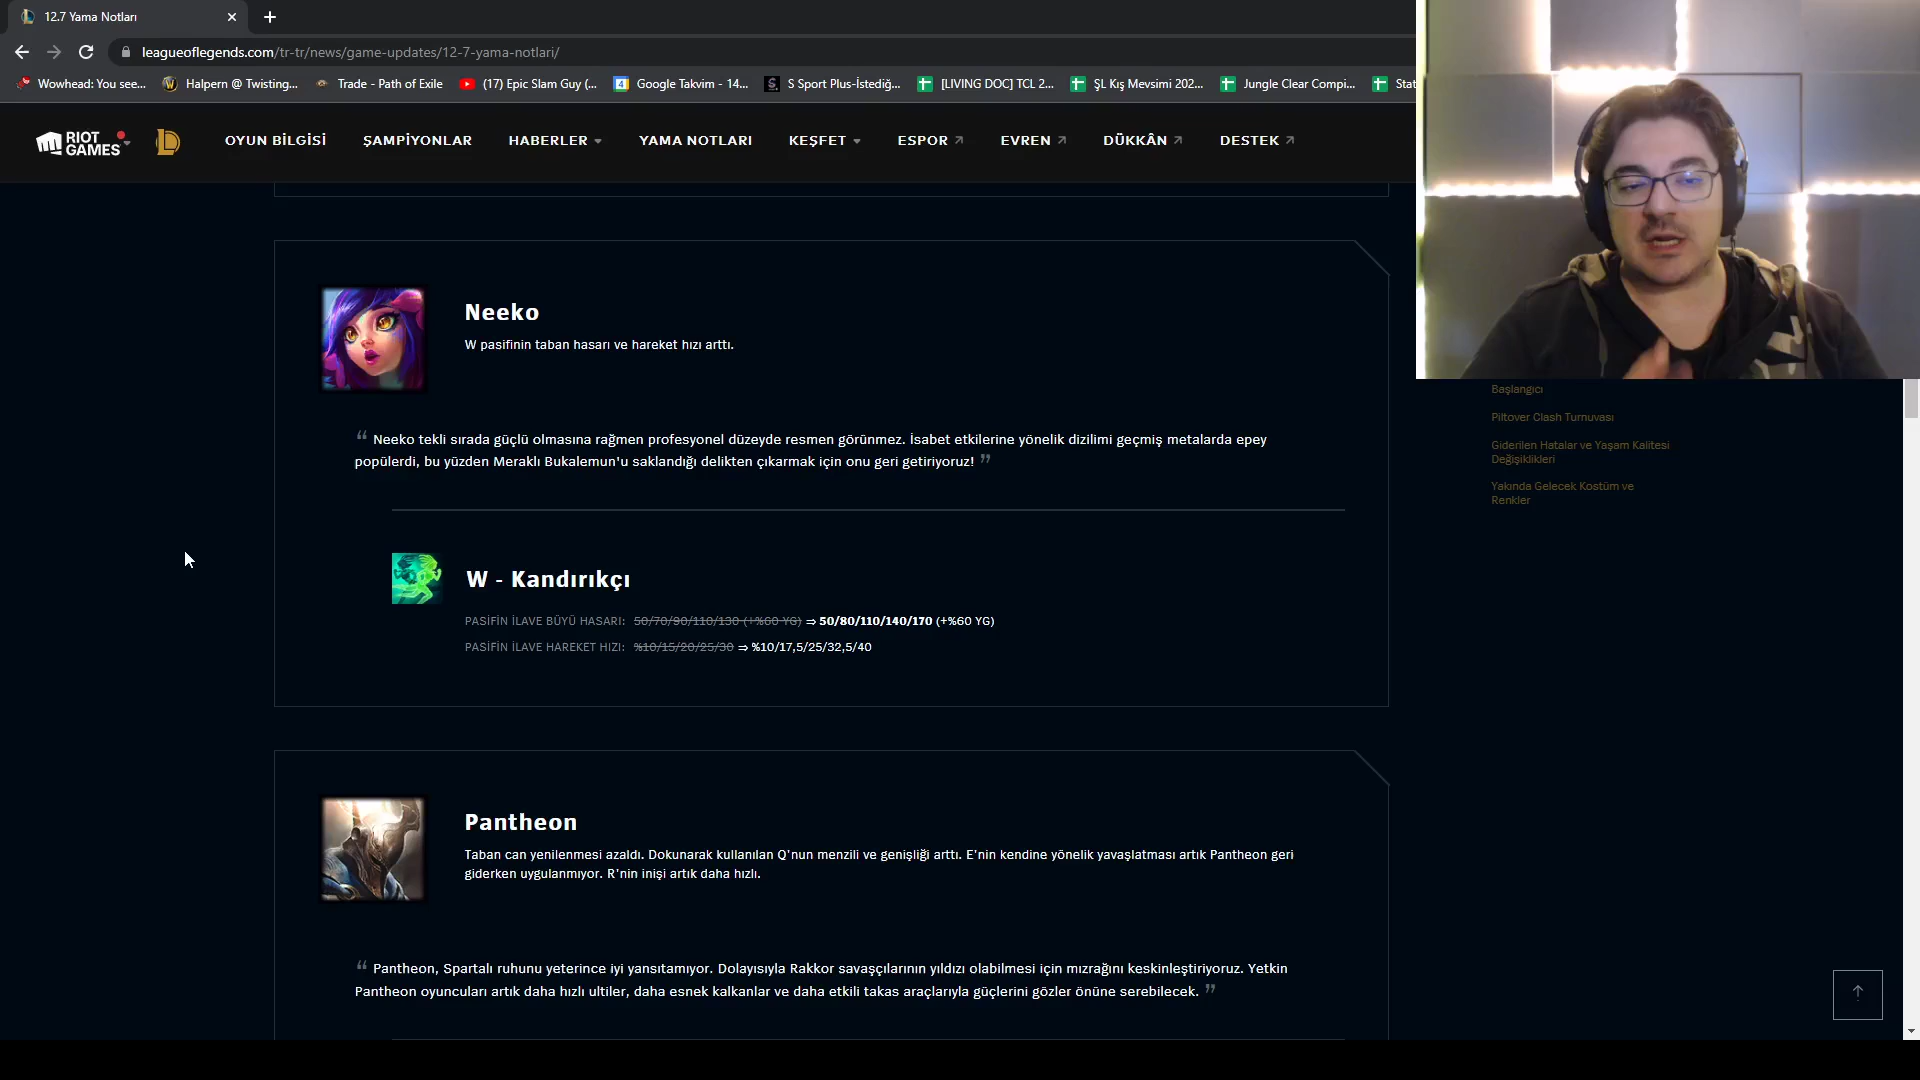 12.7 Yama Notları
leagueoflegends.com/tr-tr/news/game-updates/12-7-yama-notlari/
Wowhead: You see...
Halpern @ Twisting...
Trade - Path of Exile
(17) Epic Slam Guy (...
Google Takvim - 14...
S Sport Plus-İstediğ...
[LIVING DOC] TCL 2...
ŞL Kış Mevsimi 202...
Jungle Clear Compi...
Stat
RIOT
GAMES
OYUN BİLGİSİ
ŞAMPİYONLAR
HABERLER
YAMA NOTLARI
KEŞFET
ESPOR
EVREN
DÜKKÂN
DESTEK
Neeko
W pasifinin taban hasarı ve hareket hızı arttı.
“ Neeko tekli sırada güçlü olmasına rağmen profesyonel düzeyde resmen görünmez. İsabet etkilerine yönelik dizilimi geçmiş metalarda epey
popülerdi, bu yüzden Meraklı Bukalemun'u saklandığı delikten çıkarmak için onu geri getiriyoruz! ”
W - Kandırıkçı
PASİFİN İLAVE BÜYÜ HASARI: 50/70/90/110/130 (+%60 YG) ⇒ 50/80/110/140/170 (+%60 YG)
PASİFİN İLAVE HAREKET HIZI: %10/15/20/25/30 ⇒ %10/17,5/25/32,5/40
Pantheon
Taban can yenilenmesi azaldı. Dokunarak kullanılan Q'nun menzili ve genişliği arttı. E'nin kendine yönelik yavaşlatması artık Pantheon geri
giderken uygulanmıyor. R'nin inişi artık daha hızlı.
“ Pantheon, Spartalı ruhunu yeterince iyi yansıtamıyor. Dolayısıyla Rakkor savaşçılarının yıldızı olabilmesi için mızrağını keskinleştiriyoruz. Yetkin
Pantheon oyuncuları artık daha hızlı ultiler, daha esnek kalkanlar ve daha etkili takas araçlarıyla güçlerini gözler önüne serebilecek. ”
Başlangıcı
Piltover Clash Turnuvası
Giderilen Hatalar ve Yaşam Kalitesi
Değişiklikleri
Yakında Gelecek Kostüm ve
Renkler